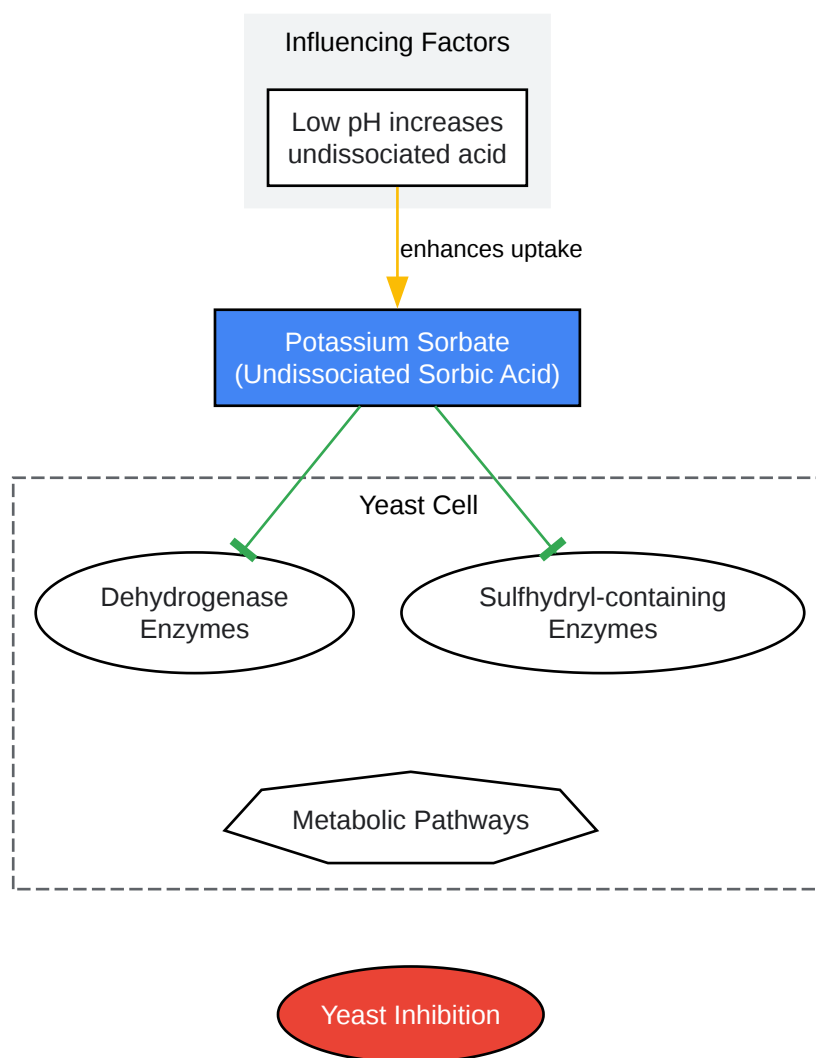 Influencing Factors
Low pH increases
undissociated acid
enhances uptake
Potassium Sorbate
(Undissociated Sorbic Acid)
Yeast Cell
Dehydrogenase
Enzymes
Sulfhydryl-containing
Enzymes
Metabolic Pathways
Yeast Inhibition